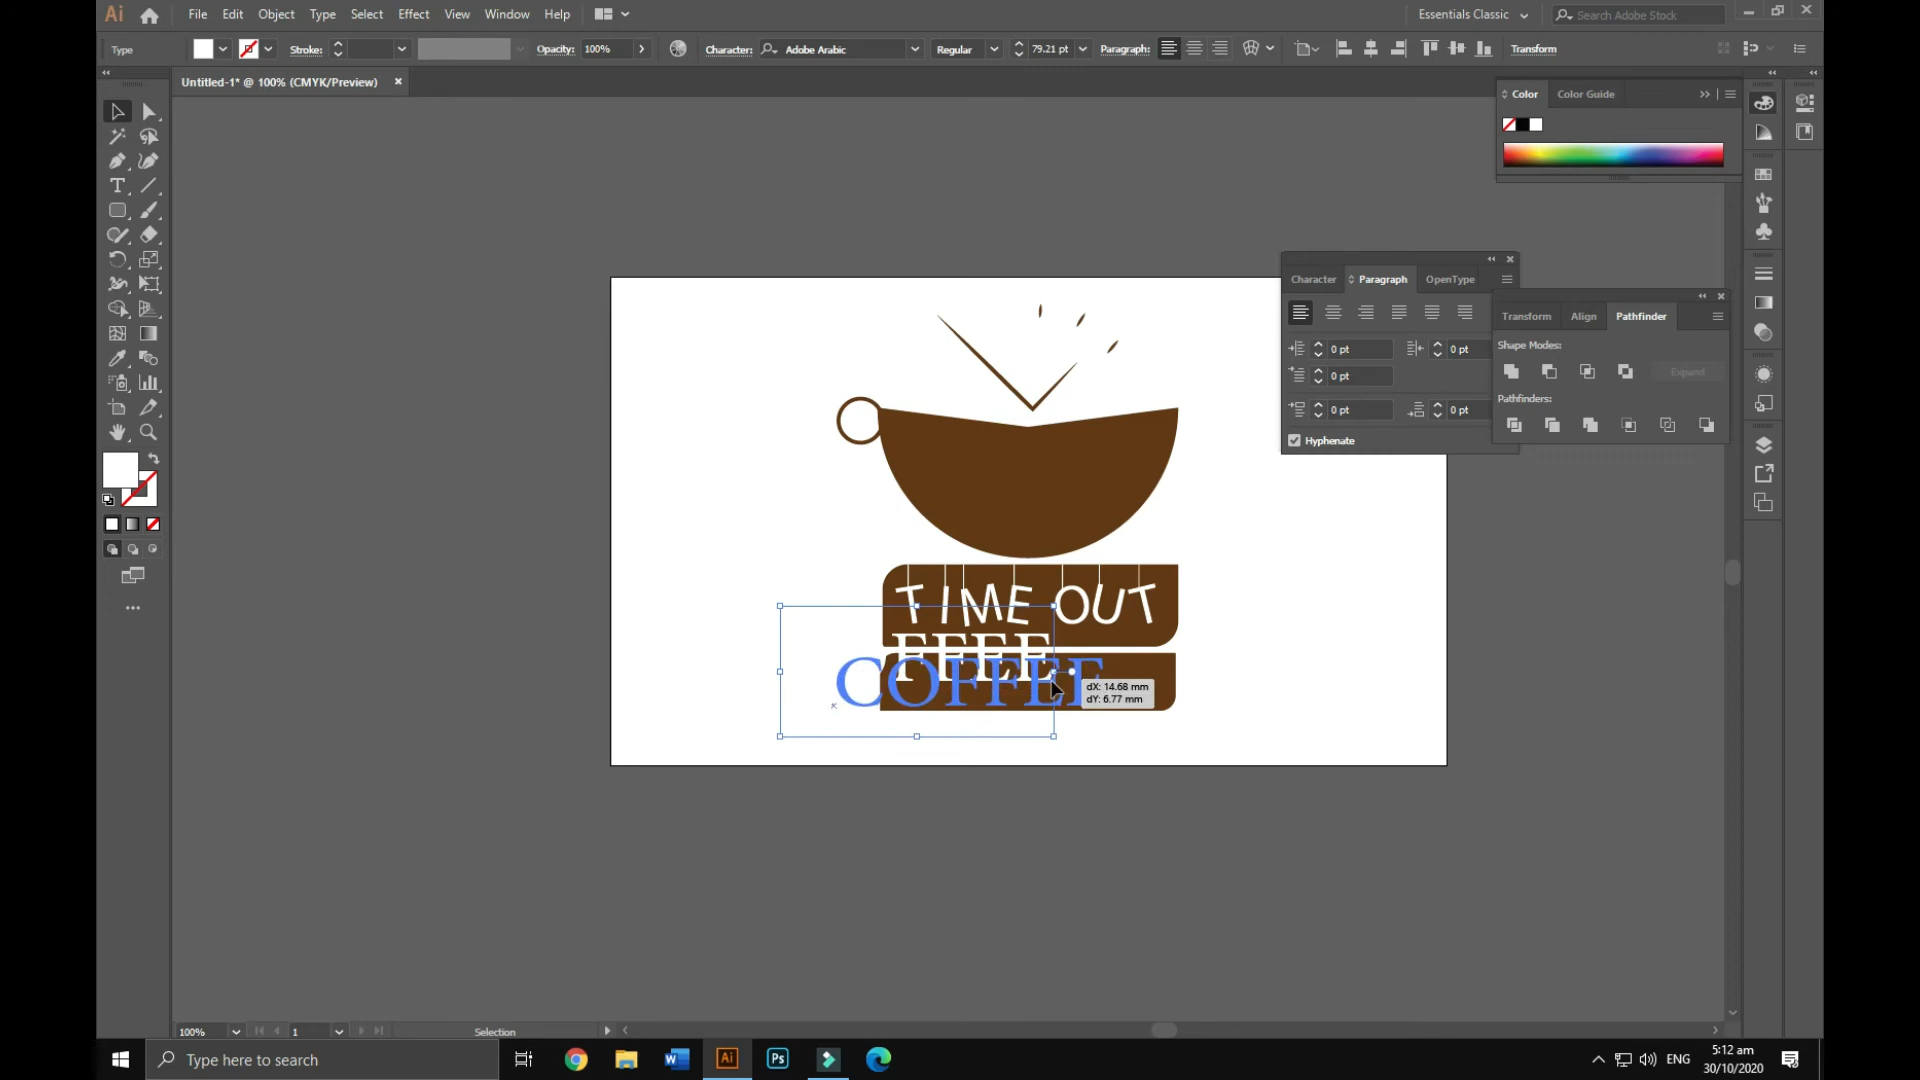 Ai File Edit Object Type Select Effect View Window Help Essentials Classic Search Adobe Stock
Type Stroke: Opacity: 100% Character: Adobe Arabic Regular 79.21 pt Paragraph: Transform
Untitled-1* @ 100% (CMYK/Preview)
Color Color Guide
Character Paragraph OpenType
Transform Align Pathfinder
Shape Modes:
0 pt 0 pt
Expand
0 pt
Pathfinders:
0 pt 0 pt
Hyphenate
TIME OUT
FFEE
COFFEE
dX: 14.68 mm
dY: 6.77 mm
100% 1 Selection
Type here to search
W Ai Ps
ENG
5:12 am
30/10/2020